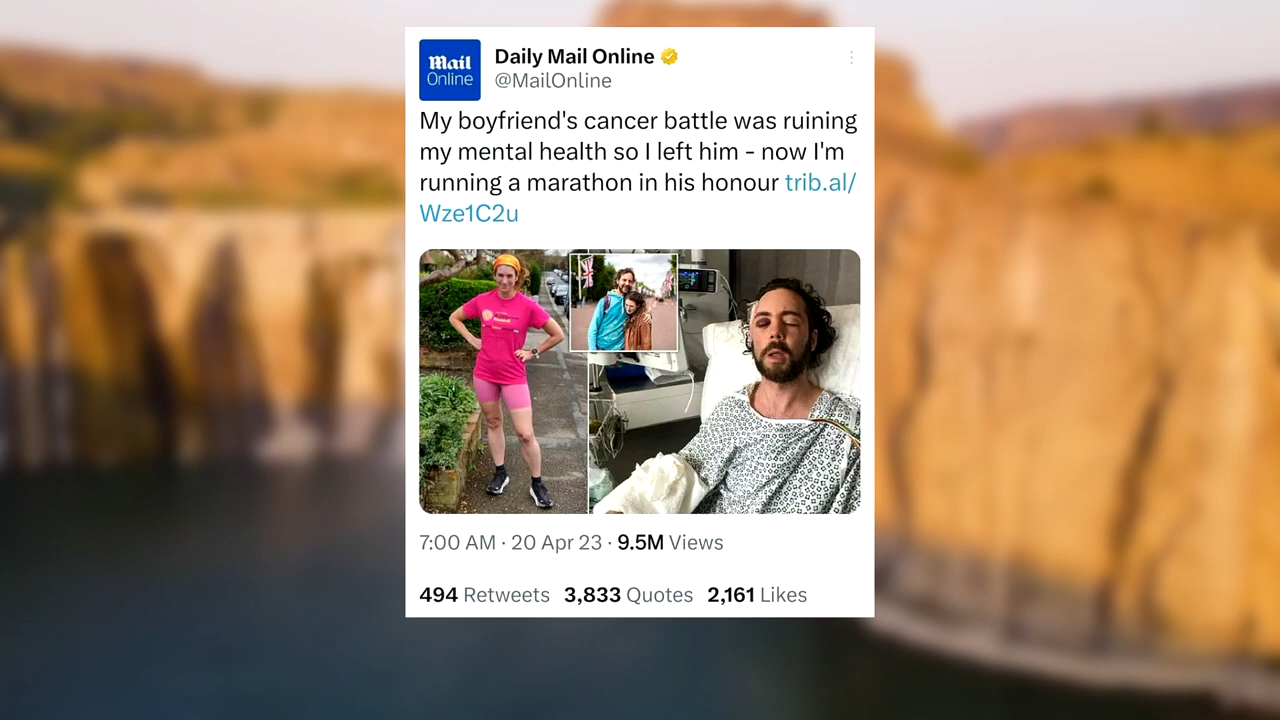 Mail
Online
Daily Mail Online
@MailOnline
My boyfriend's cancer battle was ruining
my mental health so I left him - now I'm
running a marathon in his honour trib.al/
Wze1C2u
7:00 AM · 20 Apr 23 · 9.5M Views
494 Retweets 3,833 Quotes 2,161 Likes